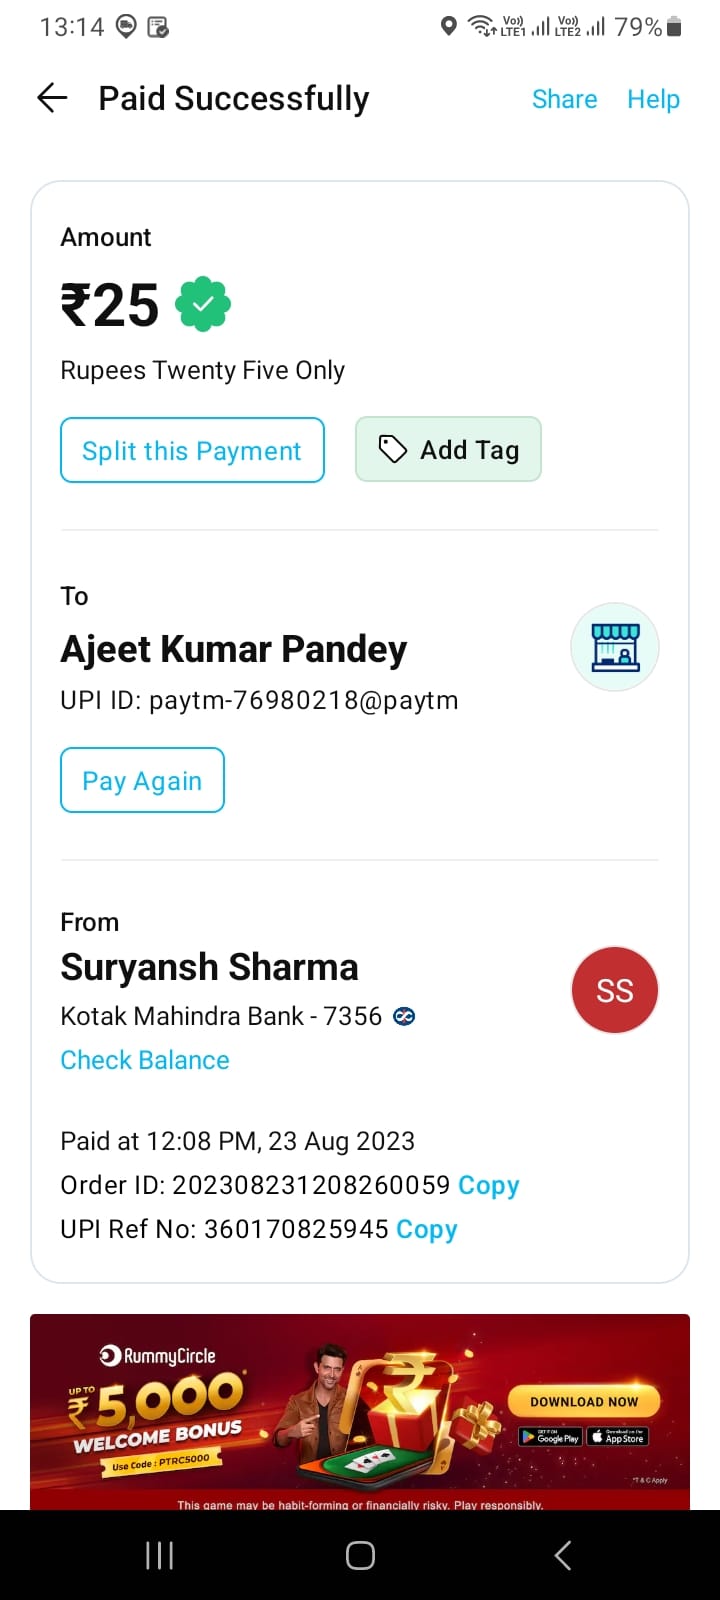 13:14 Vo) LTE1 Vo) LTE2 79%
Paid Successfully Share Help
Amount
₹25
Rupees Twenty Five Only
Split this Payment Add Tag
To
Ajeet Kumar Pandey
UPI ID: paytm-76980218@paytm
Pay Again
From
Suryansh Sharma
SS
Kotak Mahindra Bank - 7356
Check Balance
Paid at 12:08 PM, 23 Aug 2023
Order ID: 202308231208260059 Copy
UPI Ref No: 360170825945 Copy
RummyCircle
UP TO
₹5,000*
WELCOME BONUS
Use Code : PTRC5000
DOWNLOAD NOW
GET IT ON Google Play Download on the App Store
*T & C Apply
This game may be habit-forming or financially risky. Play responsibly.